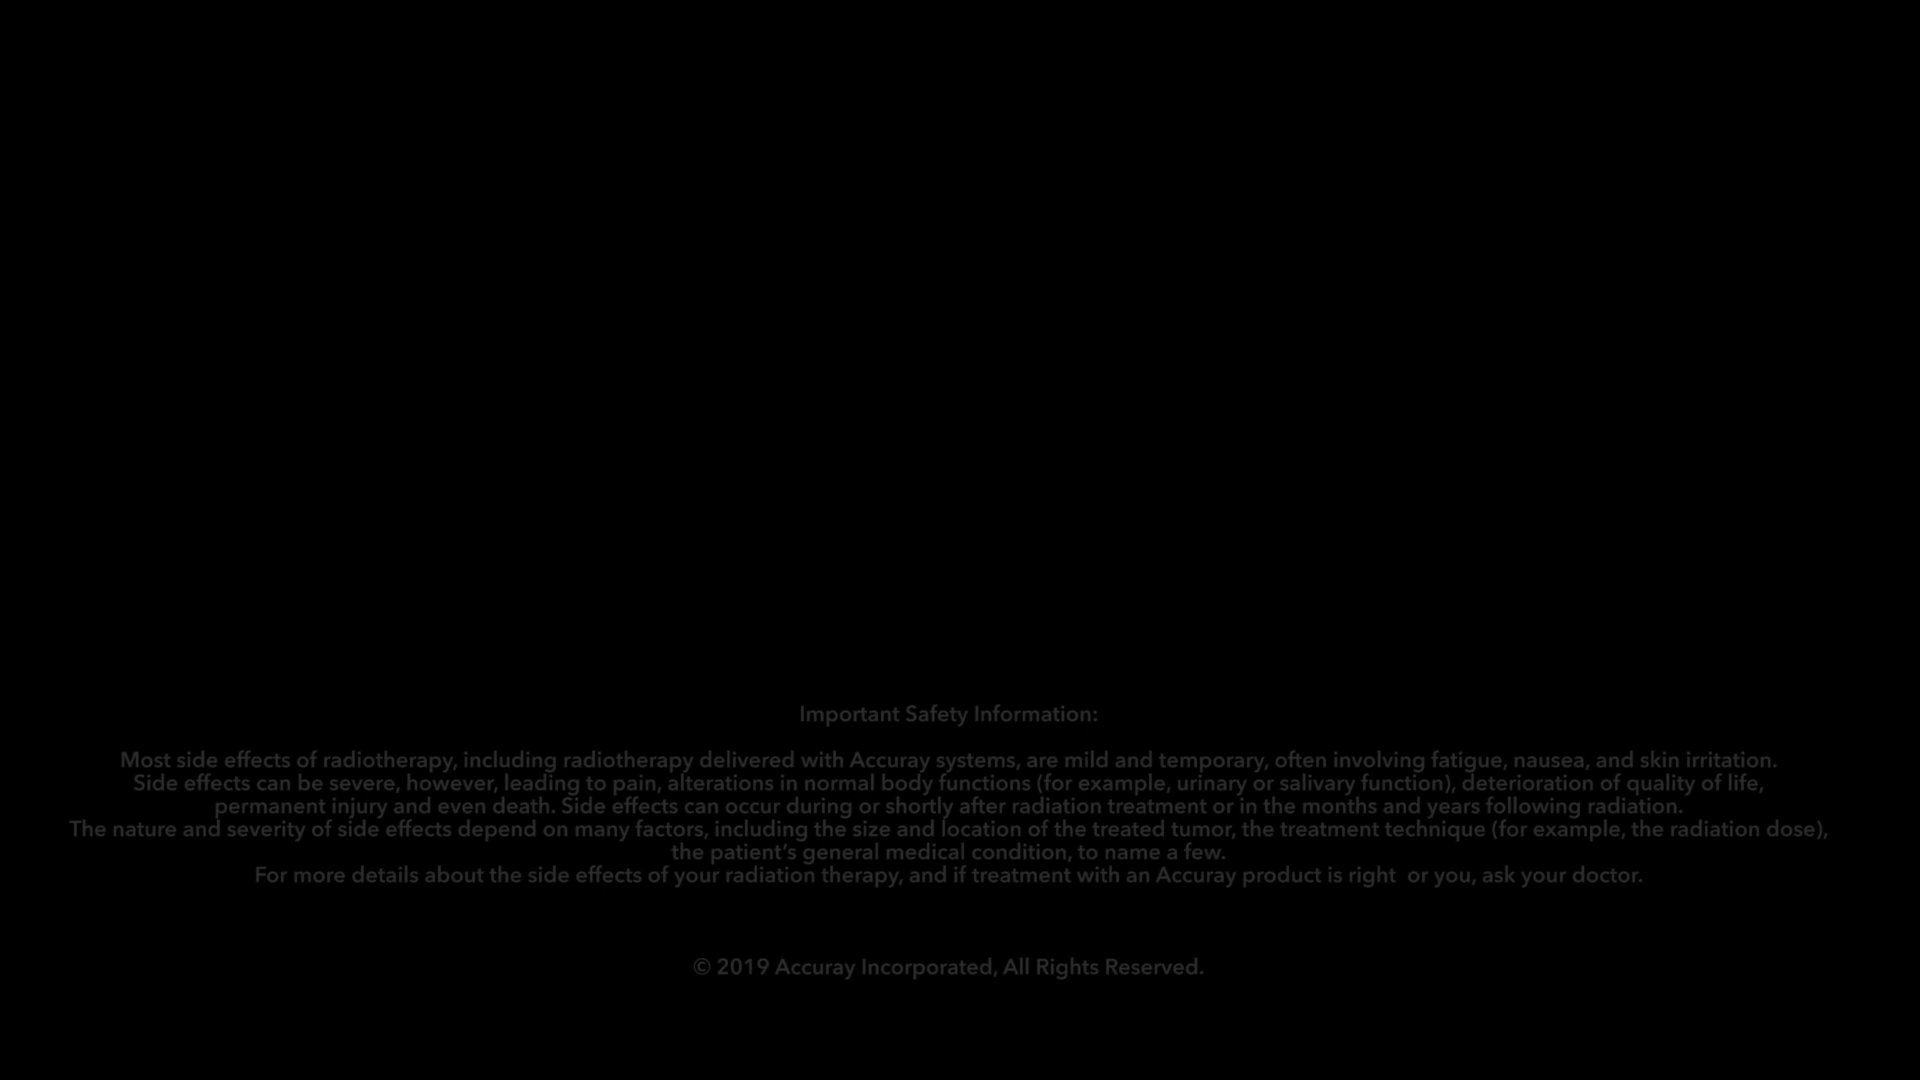 Important Safety Information:
Most side effects of radiotherapy, including radiotherapy delivered with Accuray systems, are mild and temporary, often involving fatigue, nausea, and skin irritation.
Side effects can be severe, however, leading to pain, alterations in normal body functions (for example, urinary or salivary function), deterioration of quality of life,
permanent injury and even death. Side effects can occur during or shortly after radiation treatment or in the months and years following radiation.
The nature and severity of side effects depend on many factors, including the size and location of the treated tumor, the treatment technique (for example, the radiation dose),
the patient’s general medical condition, to name a few.
For more details about the side effects of your radiation therapy, and if treatment with an Accuray product is right  or you, ask your doctor.
© 2019 Accuray Incorporated, All Rights Reserved.